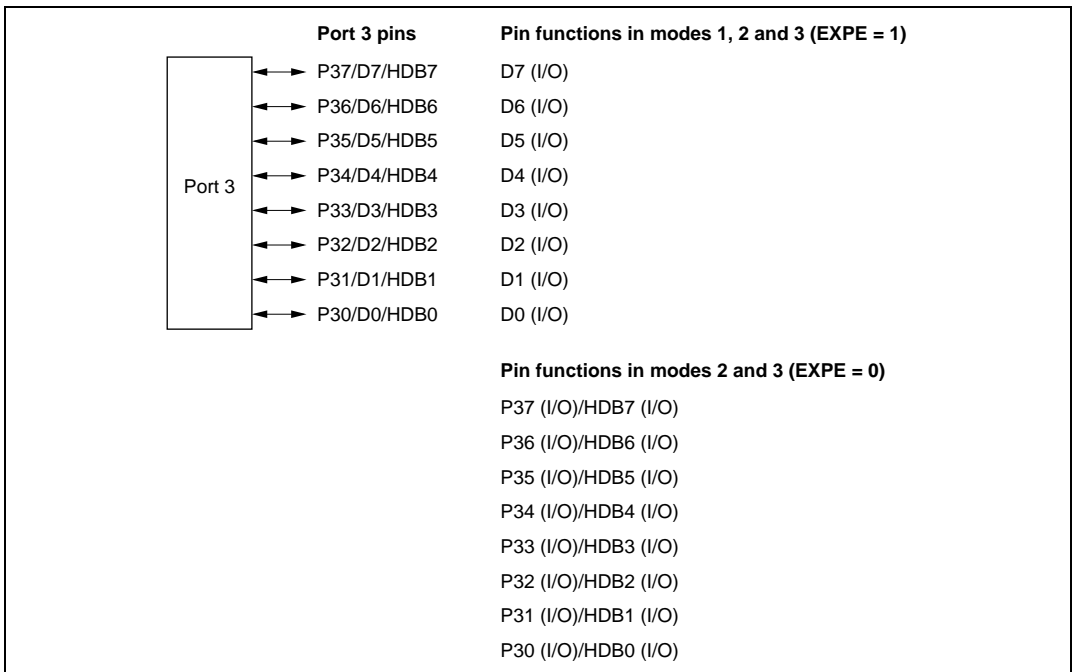 Port 3 pins Pin functions in modes 1, 2 and 3 (EXPE = 1)
P37/D7/HDB7 D7 (I/O)
P36/D6/HDB6 D6 (I/O)
P35/D5/HDB5 D5 (I/O)
P34/D4/HDB4 D4 (I/O)
Port 3
P33/D3/HDB3 D3 (I/O)
P32/D2/HDB2 D2 (I/O)
P31/D1/HDB1 D1 (I/O)
P30/D0/HDB0 D0 (I/O)
Pin functions in modes 2 and 3 (EXPE = 0)
P37 (I/O)/HDB7 (I/O)
P36 (I/O)/HDB6 (I/O)
P35 (I/O)/HDB5 (I/O)
P34 (I/O)/HDB4 (I/O)
P33 (I/O)/HDB3 (I/O)
P32 (I/O)/HDB2 (I/O)
P31 (I/O)/HDB1 (I/O)
P30 (I/O)/HDB0 (I/O)